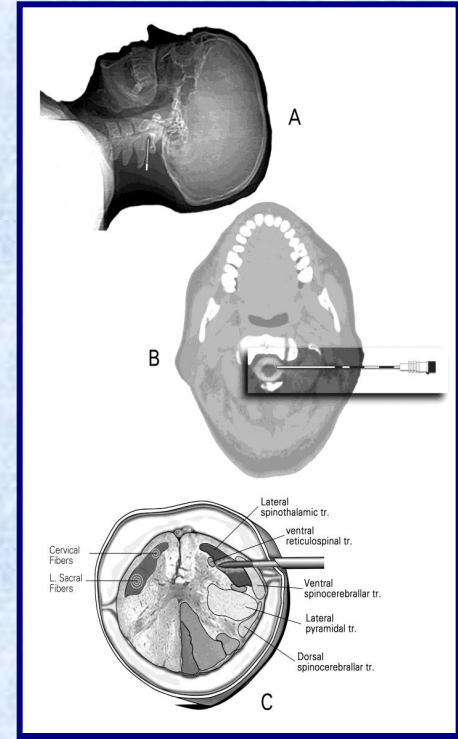 A
B
Lateral
spinothalamic tr.
ventral
reticulospinal tr.
Cervical
Fibers
L. Sacral
Fibers
Ventral
spinocerebrallar tr.
Lateral
pyramidal tr.
Dorsal
spinocerebrallar tr.
C